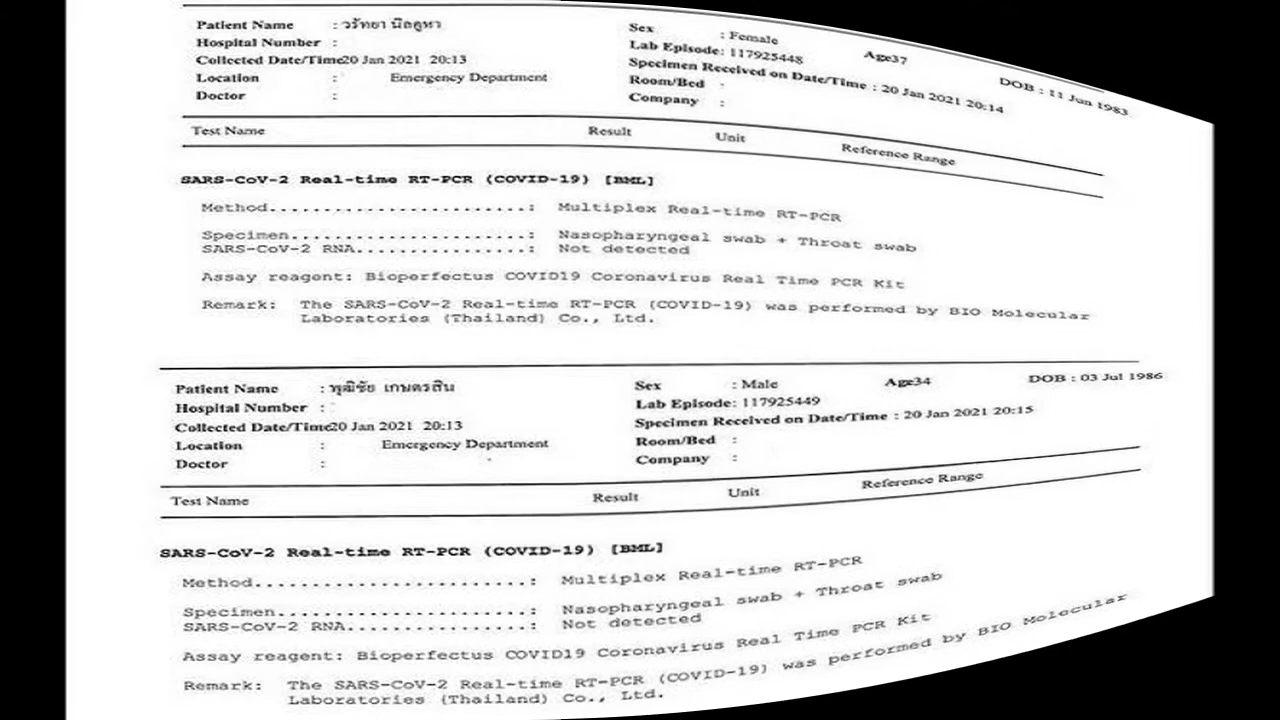 Patient Name : วรัทยา นิลคูหา Sex : Female Age37 DOB : 11 Jun 1983
Hospital Number : Lab Episode: 117925448
Collected Date/Time20 Jan 2021 20:13 Specimen Received on Date/Time : 20 Jan 2021 20:14
Location : Emergency Department Room/Bed :
Doctor : Company :
Test Name Result Unit Reference Range
SARS-CoV-2 Real-time RT-PCR (COVID-19) [BML]
Method........................: Multiplex Real-time RT-PCR
Specimen.......................: Nasopharyngeal swab + Throat swab
SARS-CoV-2 RNA................: Not detected
Assay reagent: Bioperfectus COVID19 Coronavirus Real Time PCR Kit
Remark: The SARS-CoV-2 Real-time RT-PCR (COVID-19) was performed by BIO Molecular
Laboratories (Thailand) Co., Ltd.
Patient Name : พุฒิชัย เกษตรสิน Sex : Male Age34 DOB : 03 Jul 1986
Hospital Number : Lab Episode: 117925449
Collected Date/Time20 Jan 2021 20:13 Specimen Received on Date/Time : 20 Jan 2021 20:15
Location : Emergency Department Room/Bed :
Doctor : Company :
Test Name Result Unit Reference Range
SARS-CoV-2 Real-time RT-PCR (COVID-19) [BML]
Method.........................: Multiplex Real-time RT-PCR
Specimen.......................: Nasopharyngeal swab + Throat swab
SARS-CoV-2 RNA.................: Not detected
Assay reagent: Bioperfectus COVID19 Coronavirus Real Time PCR Kit
Remark: The SARS-CoV-2 Real-time RT-PCR (COVID-19) was performed by BIO Molecular
Laboratories (Thailand) Co., Ltd.